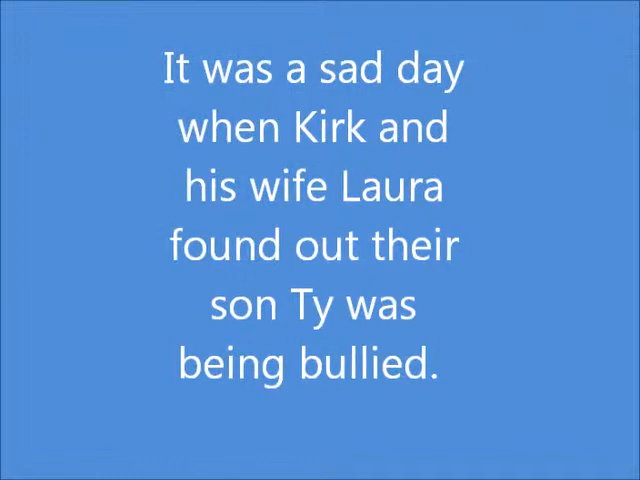 It was a sad day
when Kirk and
his wife Laura
found out their
son Ty was
being bullied.